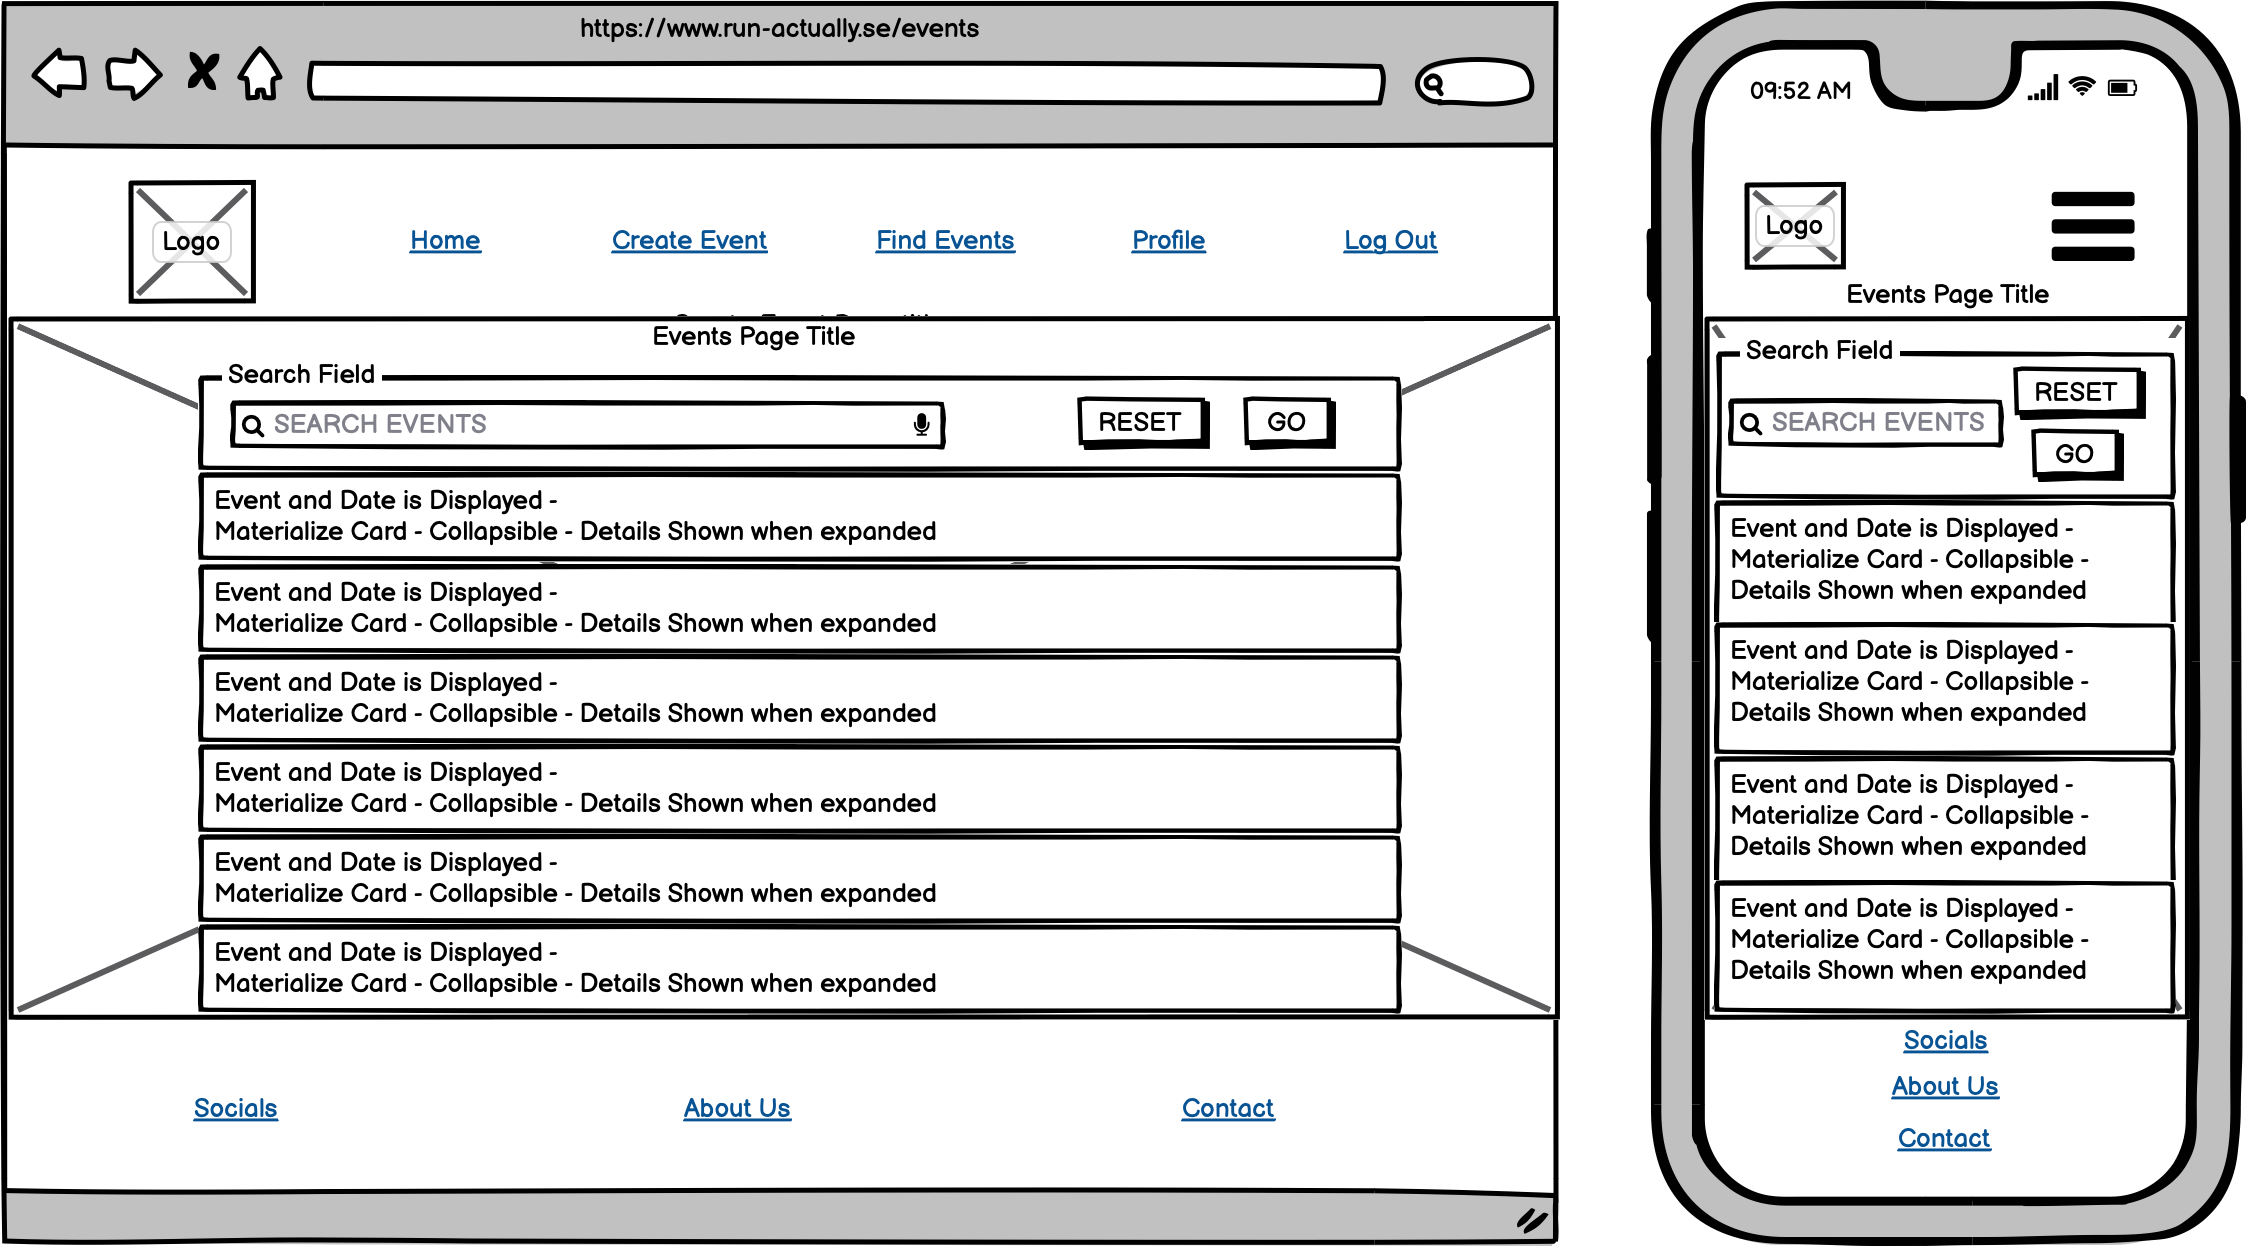 https://www.run-actually.se/events
Logo
Home
Create Event
Find Events
Profile
Log Out
Events Page Title
Search Field
SEARCH EVENTS
RESET
GO
Event and Date is Displayed -
Materialize Card - Collapsible - Details Shown when expanded
Event and Date is Displayed -
Materialize Card - Collapsible - Details Shown when expanded
Event and Date is Displayed -
Materialize Card - Collapsible - Details Shown when expanded
Event and Date is Displayed -
Materialize Card - Collapsible - Details Shown when expanded
Event and Date is Displayed -
Materialize Card - Collapsible - Details Shown when expanded
Event and Date is Displayed -
Materialize Card - Collapsible - Details Shown when expanded
Socials
About Us
Contact
09:52 AM
Logo
Events Page Title
Search Field
SEARCH EVENTS
RESET
GO
Event and Date is Displayed -
Materialize Card - Collapsible -
Details Shown when expanded
Event and Date is Displayed -
Materialize Card - Collapsible -
Details Shown when expanded
Event and Date is Displayed -
Materialize Card - Collapsible -
Details Shown when expanded
Event and Date is Displayed -
Materialize Card - Collapsible -
Details Shown when expanded
Socials
About Us
Contact